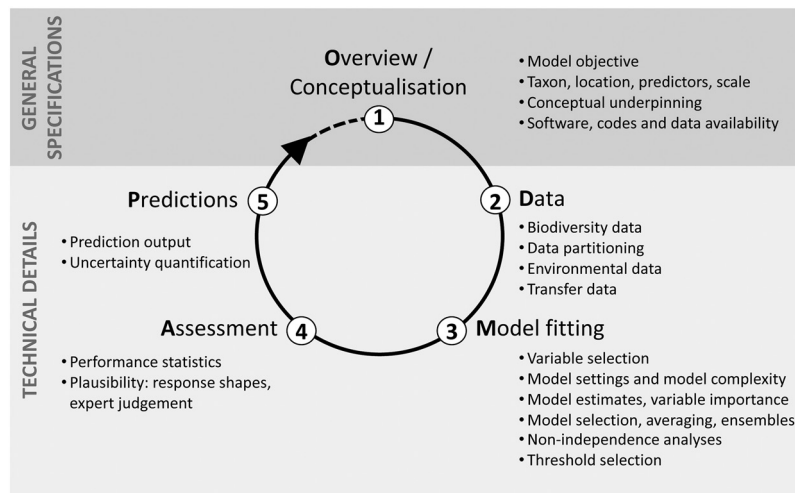 GENERAL
SPECIFICATIONS
Overview /
Conceptualisation
• Model objective
• Taxon, location, predictors, scale
• Conceptual underpinning
• Software, codes and data availability
1
TECHNICAL DETAILS
Predictions
5
• Prediction output
• Uncertainty quantification
2
Data
• Biodiversity data
• Data partitioning
• Environmental data
• Transfer data
Assessment
4
• Performance statistics
• Plausibility: response shapes,
expert judgement
3
Model fitting
• Variable selection
• Model settings and model complexity
• Model estimates, variable importance
• Model selection, averaging, ensembles
• Non-independence analyses
• Threshold selection